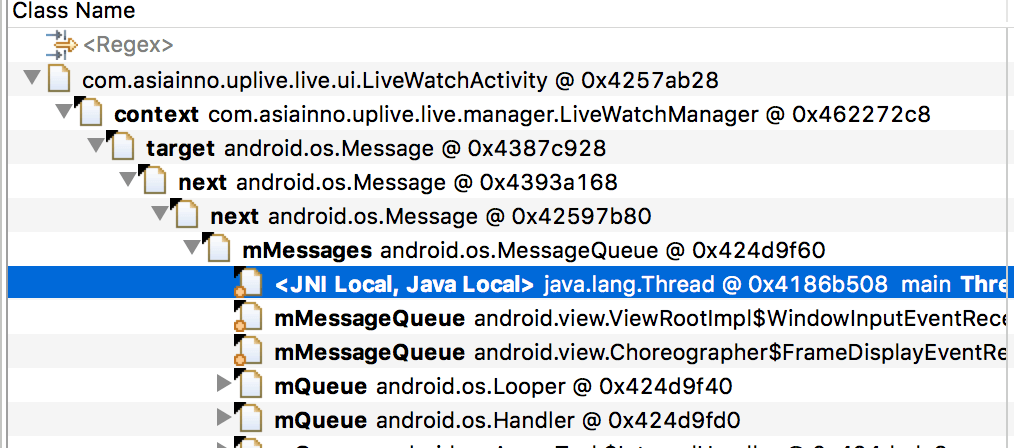 Class Name
<Regex>
com.asiainno.uplive.live.ui.LiveWatchActivity @ 0x4257ab28
context com.asiainno.uplive.live.manager.LiveWatchManager @ 0x462272c8
target android.os.Message @ 0x4387c928
next android.os.Message @ 0x4393a168
next android.os.Message @ 0x42597b80
mMessages android.os.MessageQueue @ 0x424d9f60
<JNI Local, Java Local> java.lang.Thread @ 0x4186b508 main Thre
mMessageQueue android.view.ViewRootImpl$WindowInputEventRece
mMessageQueue android.view.Choreographer$FrameDisplayEventRe
mQueue android.os.Looper @ 0x424d9f40
mQueue android.os.Handler @ 0x424d9fd0